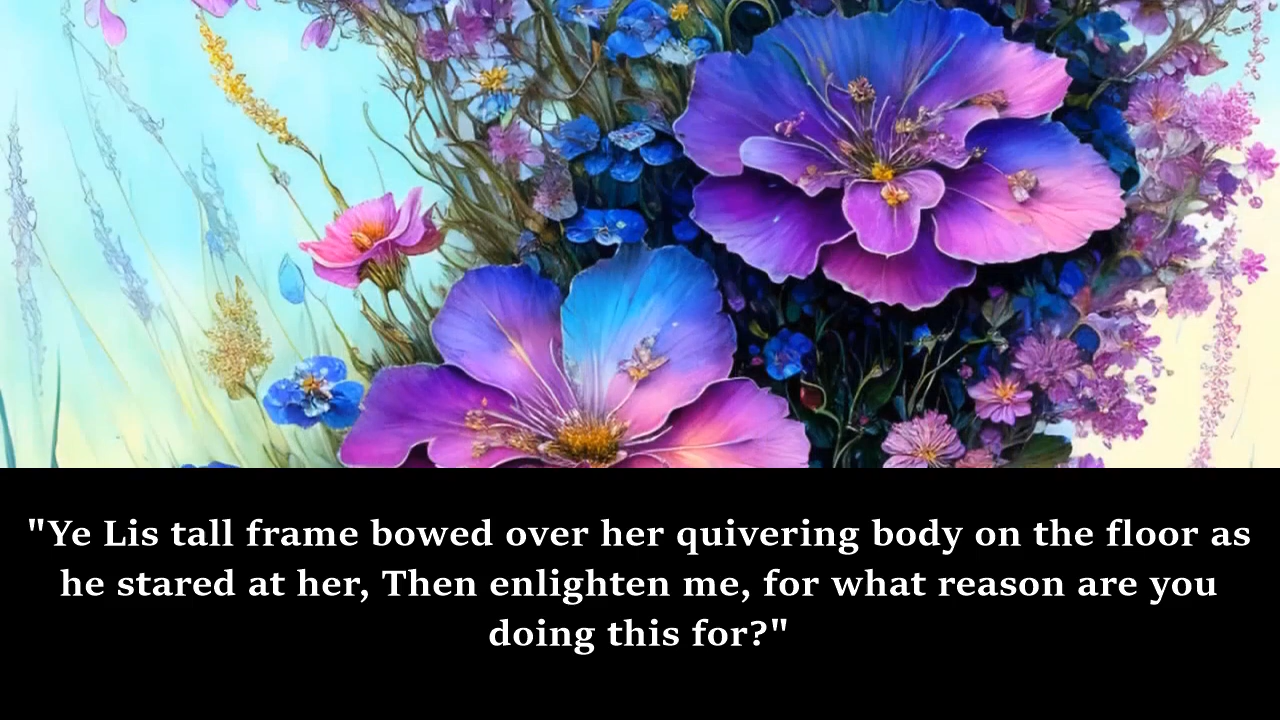 "Ye Lis tall frame bowed over her quivering body on the floor as
he stared at her, Then enlighten me, for what reason are you
doing this for?"